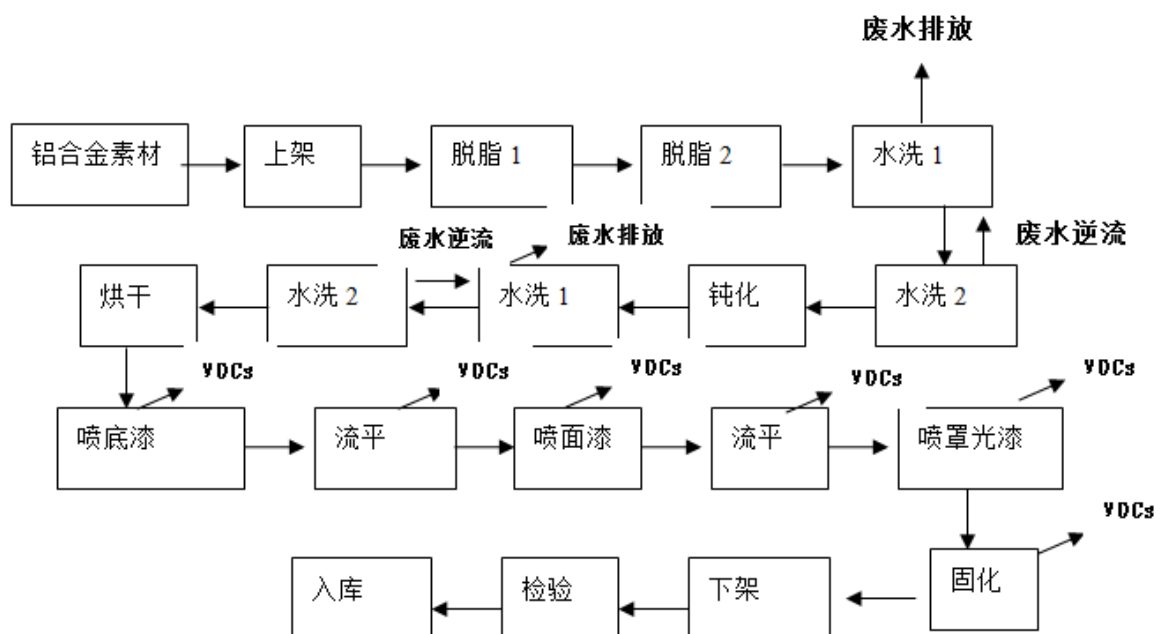 废水排放
铝合金素材
上架
脱脂 1
脱脂 2
水洗 1
废水逆流
废水排放
废水逆流
烘干
水洗 2
水洗 1
钝化
水洗 2
VOCs
VOCs
VOCs
VOCs
VOCs
喷底漆
流平
喷面漆
流平
喷罩光漆
VOCs
入库
检验
下架
固化